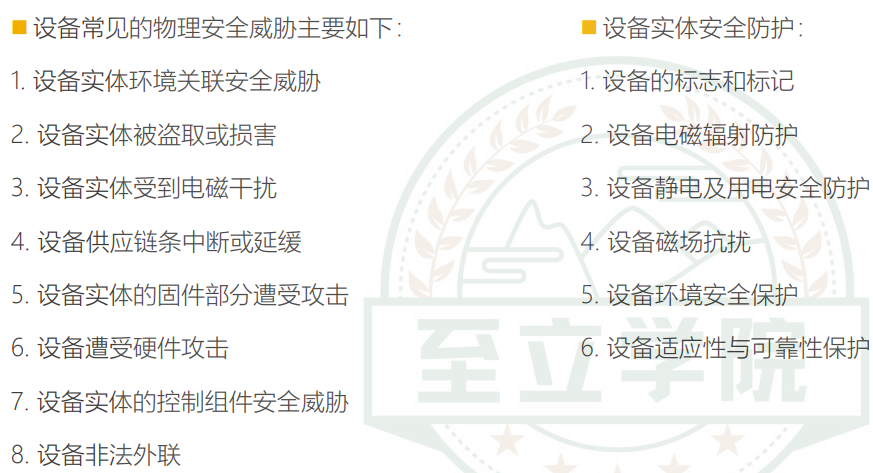 ■ 设备常见的物理安全威胁主要如下：
1. 设备实体环境关联安全威胁
2. 设备实体被盗取或损害
3. 设备实体受到电磁干扰
4. 设备供应链条中断或延缓
5. 设备实体的固件部分遭受攻击
6. 设备遭受硬件攻击
7. 设备实体的控制组件安全威胁
8. 设备非法外联
■ 设备实体安全防护：
1. 设备的标志和标记
2. 设备电磁辐射防护
3. 设备静电及用电安全防护
4. 设备磁场抗扰
5. 设备环境安全保护
6. 设备适应性与可靠性保护
至立学院